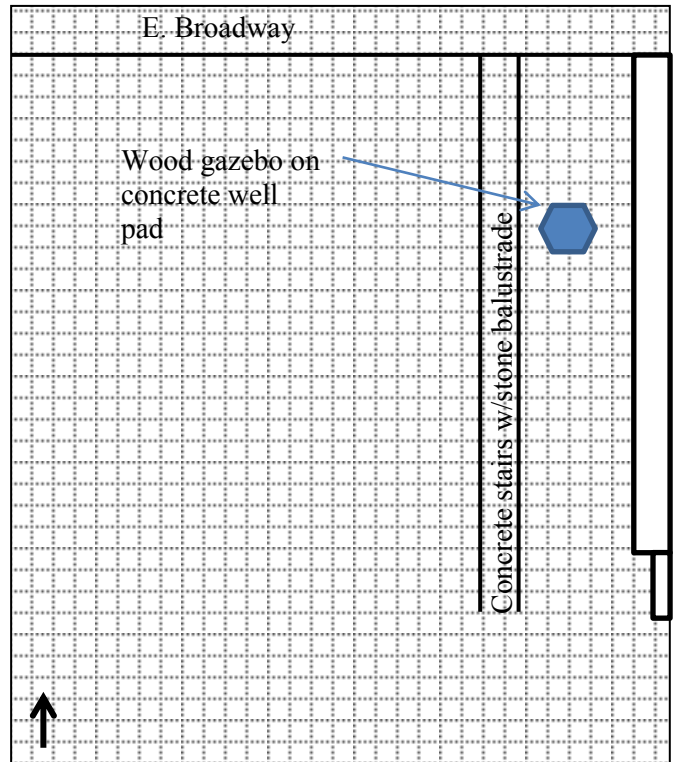 E. Broadway
Wood gazebo on
concrete well
pad
Concrete stairs w/stone balustrade